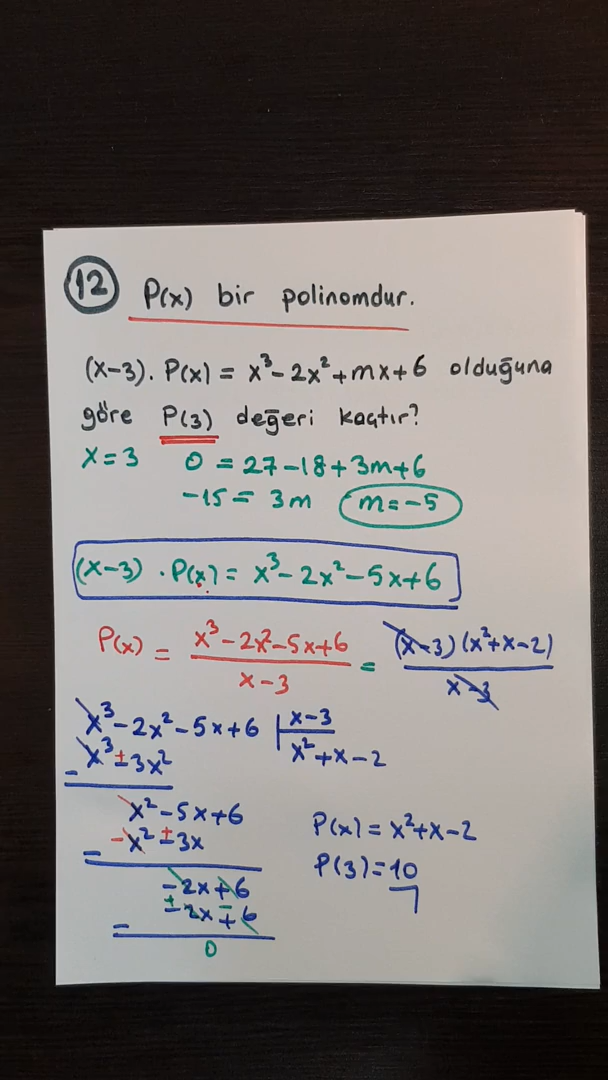 12 P(x) bir polinomdur.
(x-3). P(x) = x³-2x²+mx+6 olduğuna
göre P(3) değeri kaçtır?
x=3 0 = 27-18+3m+6
-15 = 3m m=-5
(x-3) . P(x) = x³-2x²-5x+6
P(x) = x³-2x²-5x+6 / x-3 = (x-3)(x²+x-2) / x-3
x³-2x²-5x+6 | x-3
- x³±3x² x²+x-2
x²-5x+6
- -x²±3x
-2x+6
- ±2x∓6
0
P(x) = x²+x-2
P(3) = 10